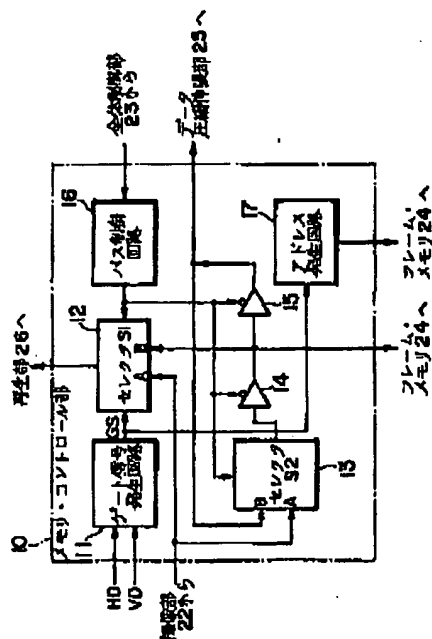 10
メモリ・コントロール部
再生部26へ
全体制御部
23から
データ
圧縮伸張部25へ
11
ゲート信号
発生回路
GS
12
セレクタS1
A
B
16
バス制御
回路
HD
VD
撮像部
22から
13
セレクタ
S2
B
A
14
15
17
アドレス
発生回路
フレーム・
メモリ24へ
フレーム・
メモリ24へ